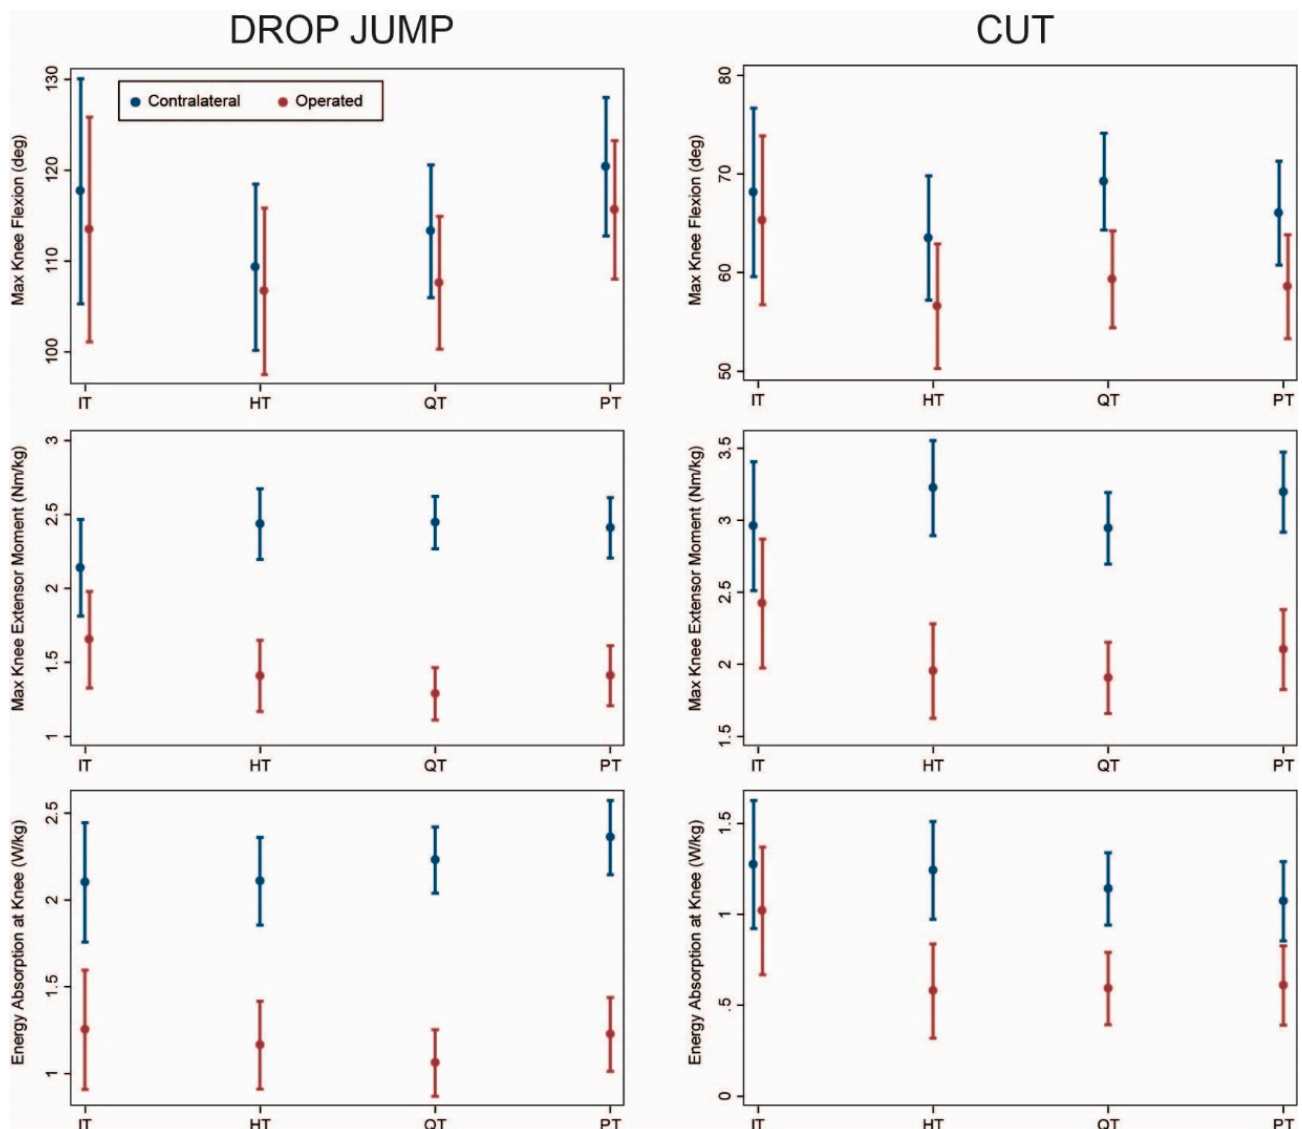 DROP JUMP
CUT
Contralateral
Operated
Max Knee Flexion (deg)
130
120
110
100
IT
HT
QT
PT
Max Knee Flexion (deg)
80
70
60
50
IT
HT
QT
PT
Max Knee Extensor Moment (Nm/kg)
3
2.5
2
1.5
1
IT
HT
QT
PT
Max Knee Extensor Moment (Nm/kg)
3.5
3
2.5
2
1.5
IT
HT
QT
PT
Energy Absorption at Knee (W/kg)
2.5
2
1.5
1
IT
HT
QT
PT
Energy Absorption at Knee (W/kg)
1.5
1
.5
0
IT
HT
QT
PT